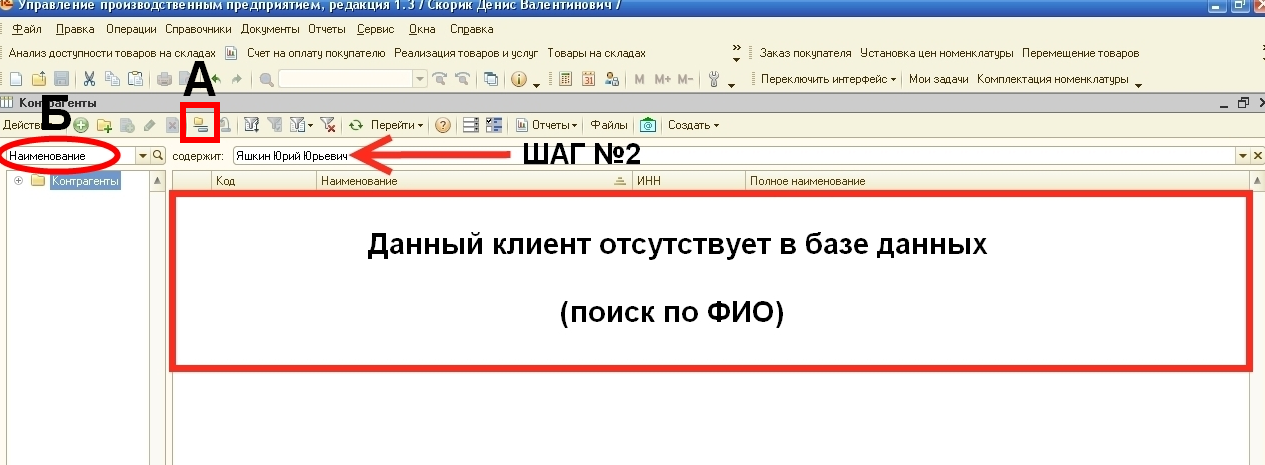 Управление производственным предприятием, редакция 1.3 / Скорик Денис Валентинович /
Файл Правка Операции Справочники Документы Отчеты Сервис Окна Справка
Анализ доступности товаров на складах Счет на оплату покупателю Реализация товаров и услуг Товары на складах » Заказ покупателя Установка цен номенклатуры Перемещение товаров
М М+ М− Переключить интерфейс Мои задачи Комплектация номенклатуры
А
Контрагенты
Б
Перейти Отчеты Файлы Создать
Наименование содержит: Яшкин Юрий Юрьевич ШАГ №2
Контрагенты Код Наименование ИНН Полное наименование
Данный клиент отсутствует в базе данных
(поиск по ФИО)